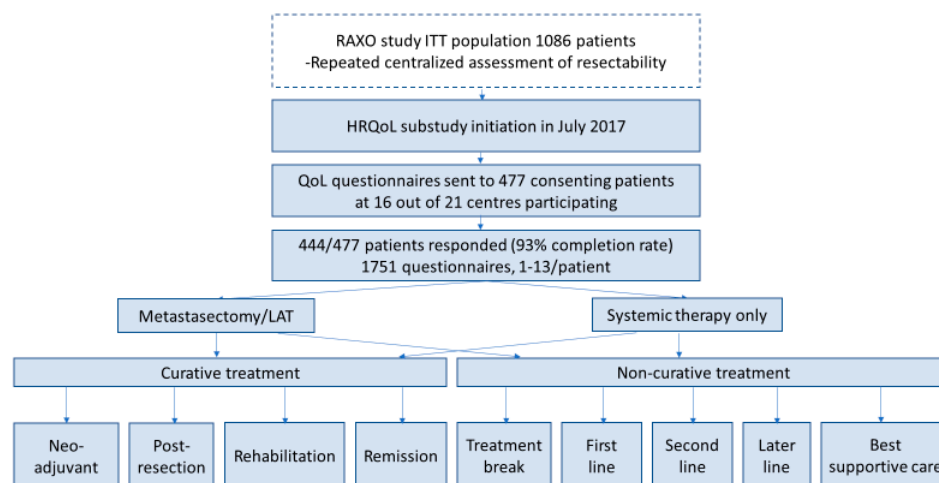 RAXO study ITT population 1086 patients
-Repeated centralized assessment of resectability
HRQoL substudy initiation in July 2017
QoL questionnaires sent to 477 consenting patients
at 16 out of 21 centres participating
444/477 patients responded (93% completion rate)
1751 questionnaires, 1-13/patient
Metastasectomy/LAT
Systemic therapy only
Curative treatment
Non-curative treatment
Neo-
adjuvant
Post-
resection
Rehabilitation
Remission
Treatment
break
First
line
Second
line
Later
line
Best
supportive care